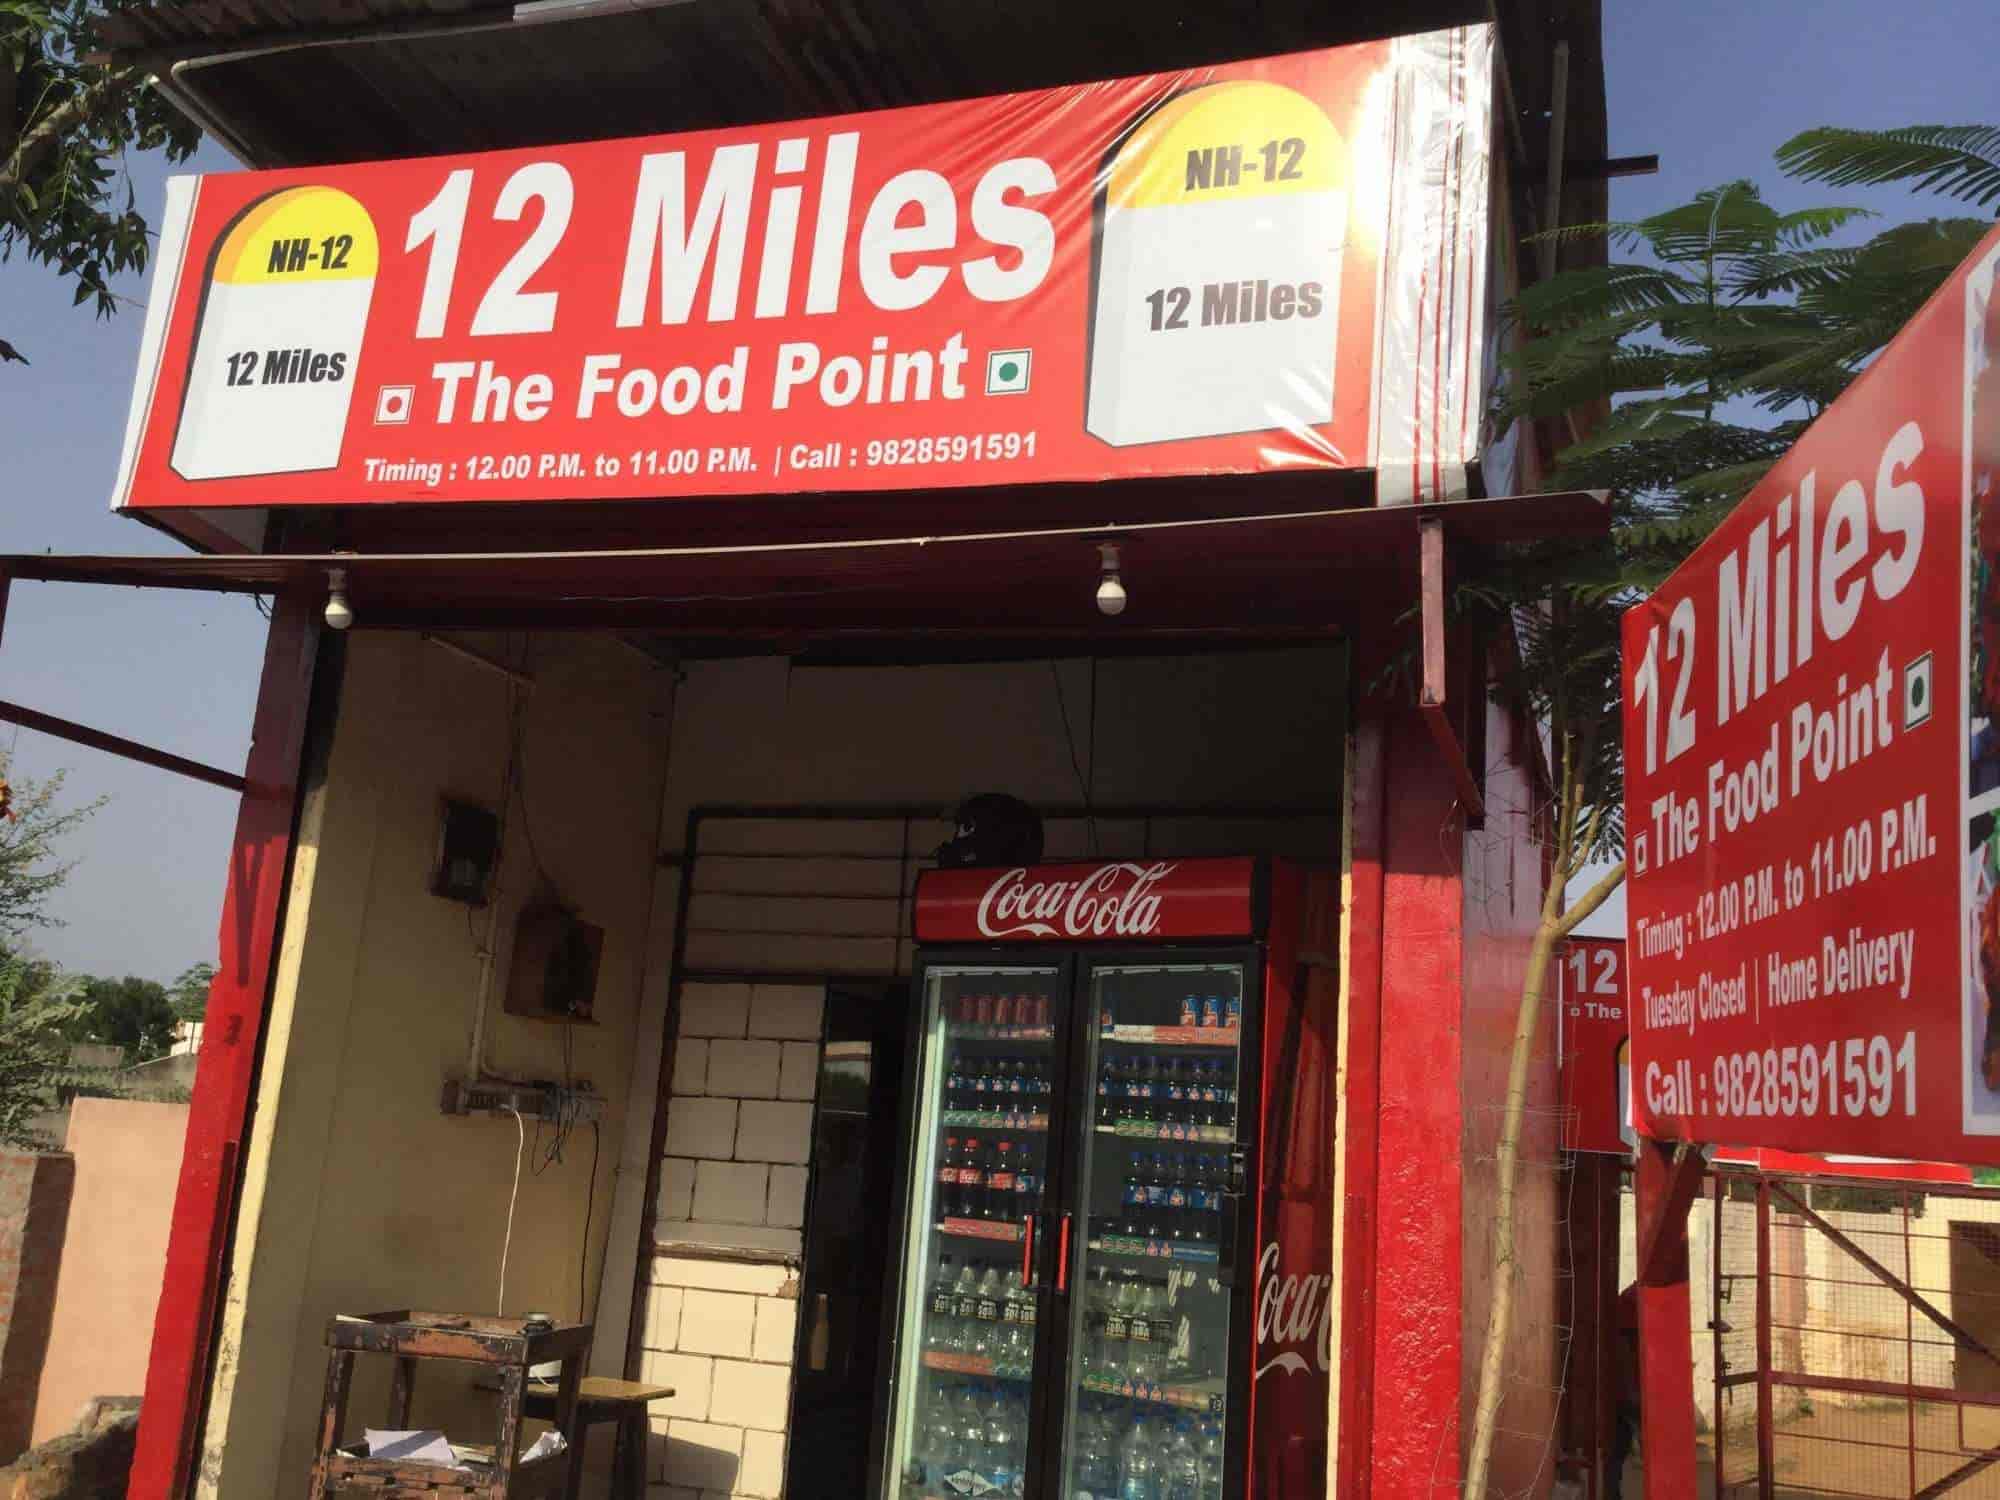 NH-12
12 Miles
12 Miles
The Food Point
Timing : 12.00 P.M. to 11.00 P.M. | Call : 9828591591
NH-12
12 Miles
12 Miles
The Food Point
Timing : 12.00 P.M. to 11.00 P.M.
Tuesday Closed | Home Delivery
Call : 9828591591
12
The
Coca-Cola
Coca-C